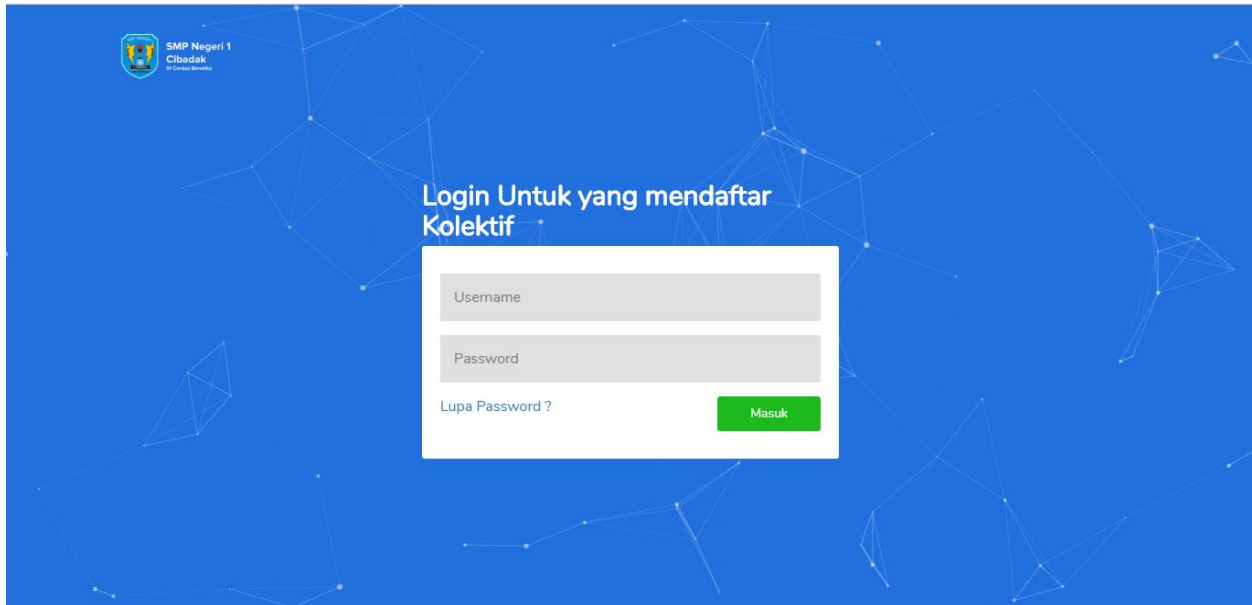 SMP Negeri 1
Cibadak
Login Untuk yang mendaftar
Kolektif
Username
Password
Lupa Password ?
Masuk